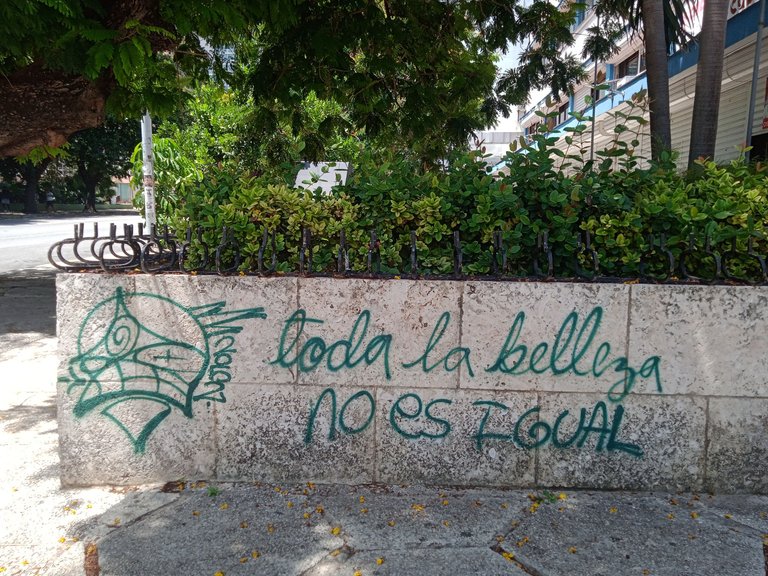 toda la belleza
no es IGUAL